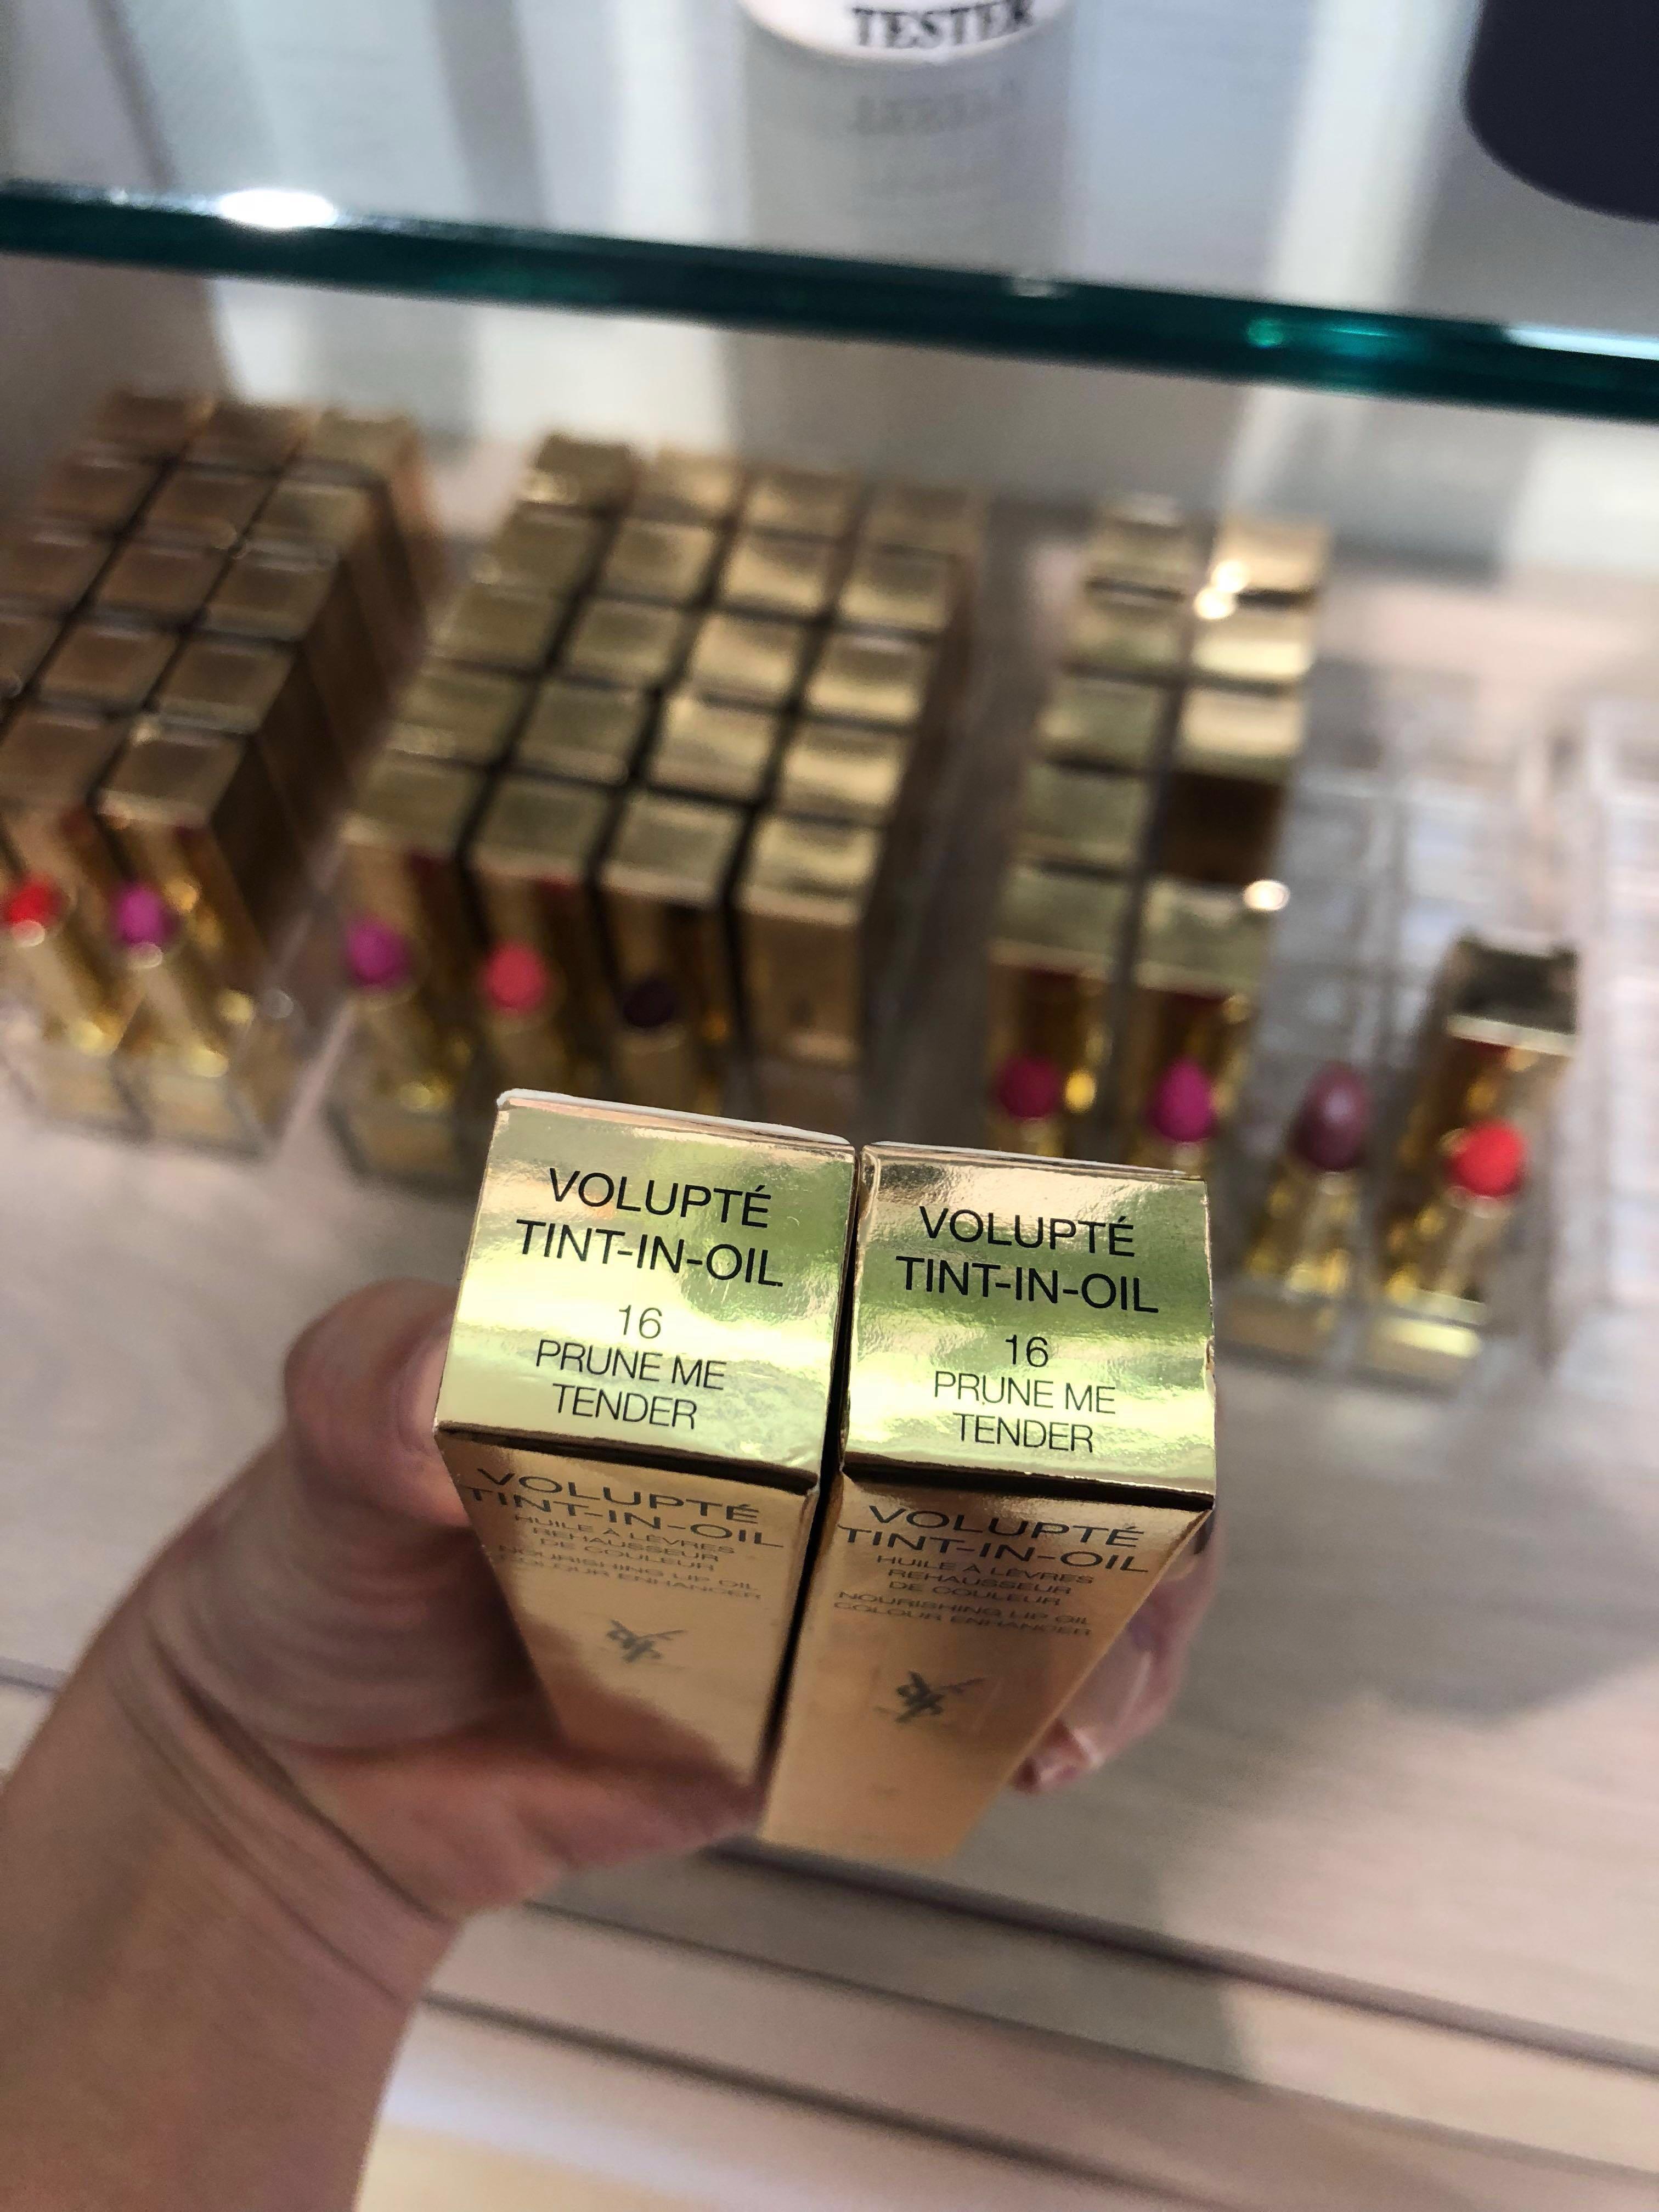 TESTER
VOLUPTÉ
TINT-IN-OIL
16
PRUNE ME
TENDER
VOLUPTÉ
TINT-IN-OIL
HUILE À LÈVRES
REHAUSSEUR
DE COULEUR
NOURISHING LIP OIL
COLOUR ENHANCER
VOLUPTÉ
TINT-IN-OIL
16
PRUNE ME
TENDER
VOLUPTÉ
TINT-IN-OIL
HUILE À LÈVRES
REHAUSSEUR
DE COULEUR
NOURISHING LIP OIL
COLOUR ENHANCER